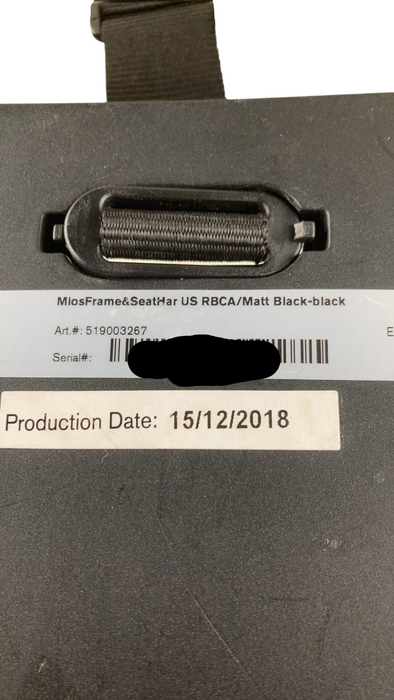 MiosFrame&SeatHar US RBCA/Matt Black-black
Art.#: 519003267
E
Serial#:
Production Date: 15/12/2018